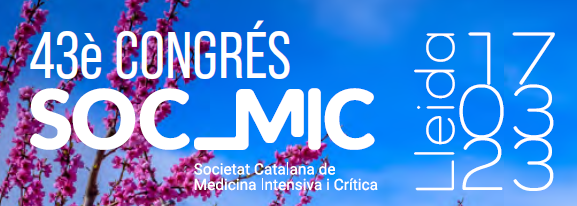 43è CONGRÉS
SOC_MIC
Societat Catalana de
Medicina Intensiva i Crítica
Lleida
17
03
23